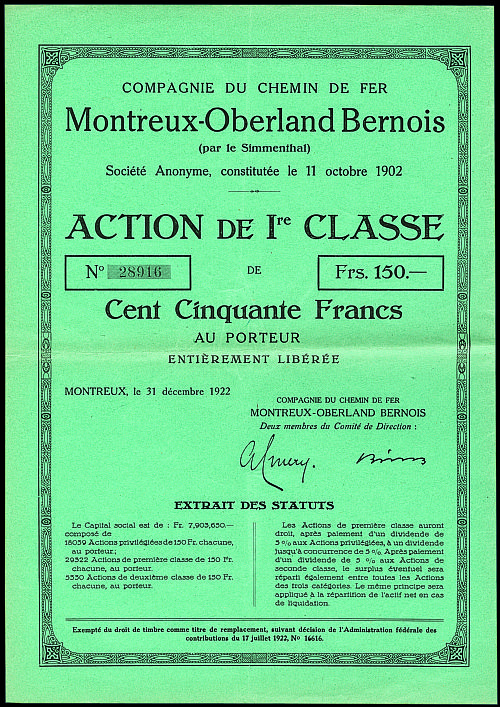 COMPAGNIE DU CHEMIN DE FER
Montreux-Oberland Bernois
(par le Simmenthal)
Société Anonyme, constitutée le 11 octobre 1902
ACTION DE Ire CLASSE
No 28916
DE
Frs. 150.—
Cent Cinquante Francs
AU PORTEUR
ENTIÈREMENT LIBÉRÉE
MONTREUX, le 31 décembre 1922
COMPAGNIE DU CHEMIN DE FER
MONTREUX-OBERLAND BERNOIS
Deux membres du Comité de Direction :
EXTRAIT DES STATUTS
Le Capital social est de : Fr. 7,903,650.—
composé de
18039 Actions privilégiées de 150 Fr. chacune,
au porteur ;
29322 Actions de première classe de 150 Fr.
chacune, au porteur.
5330 Actions de deuxième classe de 150 Fr.
chacune, au porteur.
Les Actions de première classe auront
droit, après paiement d'un dividende de
5 % aux Actions privilégiées, à un dividende
jusqu'à concurrence de 5 %. Après paiement
d'un dividende de 5 % aux Actions de
seconde classe, le surplus éventuel sera
réparti également entre toutes les Actions
des trois catégories. Le même principe sera
appliqué à la répartition de l'actif net en cas
de liquidation.
Exempté du droit de timbre comme titre de remplacement, suivant décision de l'Administration fédérale des
contributions du 17 juillet 1922, No 16616.